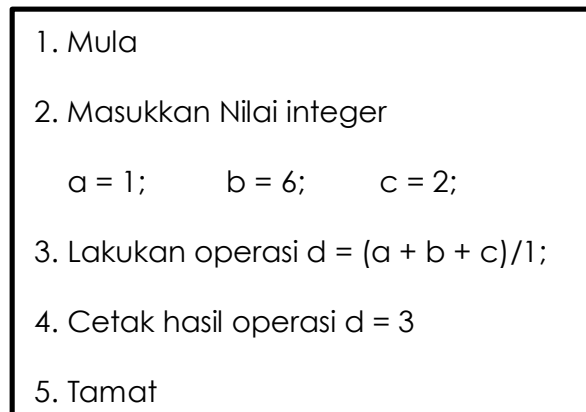 1. Mula
2. Masukkan Nilai integer
a = 1; b = 6; c = 2;
3. Lakukan operasi d = (a + b + c)/1;
4. Cetak hasil operasi d = 3
5. Tamat